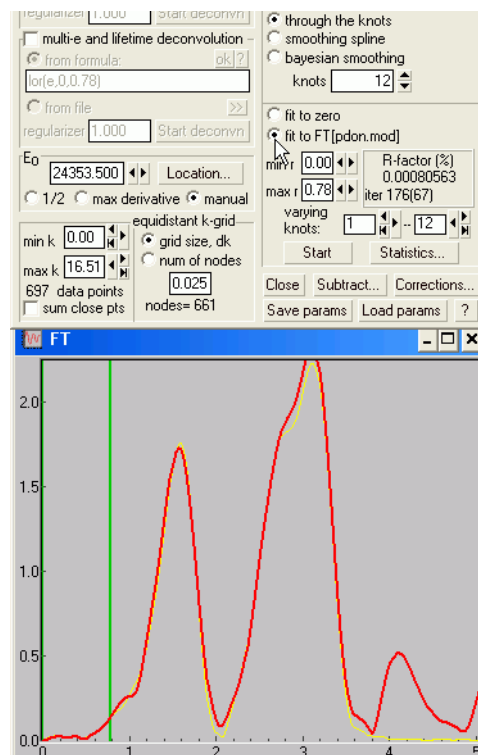 regularizer 1.000 Start deconvn
multi-e and lifetime deconvolution
from formula: ok ?
lor(e,0,0.78)
from file >>
regularizer 1.000 Start deconvn
E0
24353.500 Location...
1/2 max derivative manual
min k 0.00
max k 16.51
697 data points
sum close pts
equidistant k-grid
grid size, dk
num of nodes
0.025
nodes= 661
through the knots
smoothing spline
bayesian smoothing
knots 12
fit to zero
fit to FT[pdon.mod]
min r 0.00
max r 0.78
R-factor (%)
0.00080563
iter 176(67)
varying
knots: 1 -- 12
Start Statistics...
Close Subtract... Corrections...
Save params Load params ?
FT
2.0
1.5
1.0
0.5
0.0
0 1 2 3 4 5